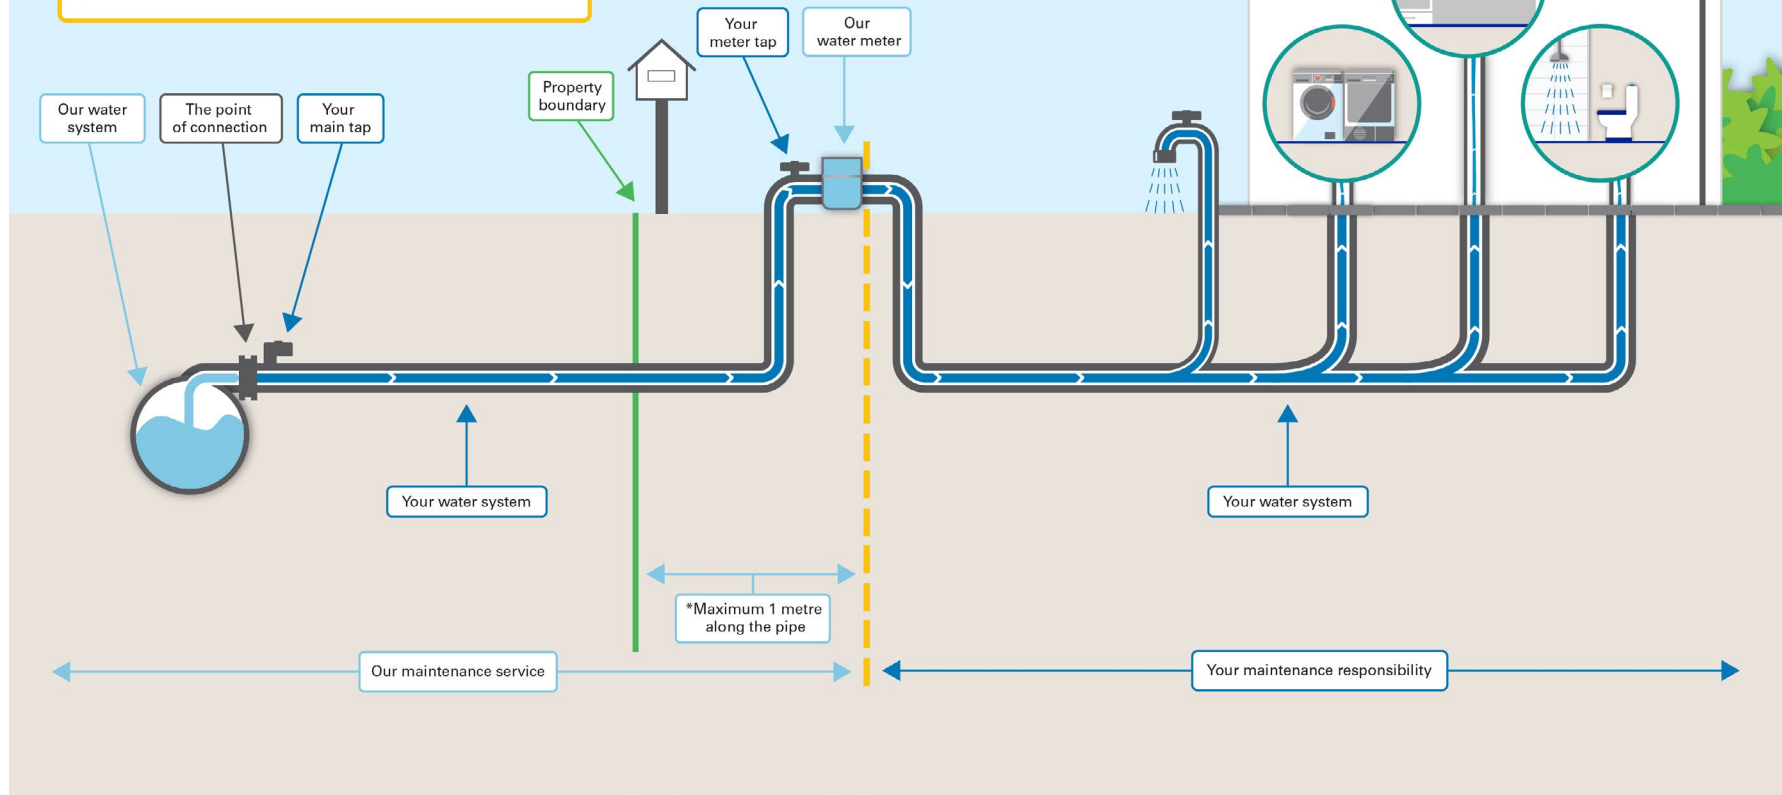 Your
meter tap
Our
water meter
Property
boundary
Our water
system
The point
of connection
Your
main tap
Your water system
Your water system
*Maximum 1 metre
along the pipe
Our maintenance service
Your maintenance responsibility